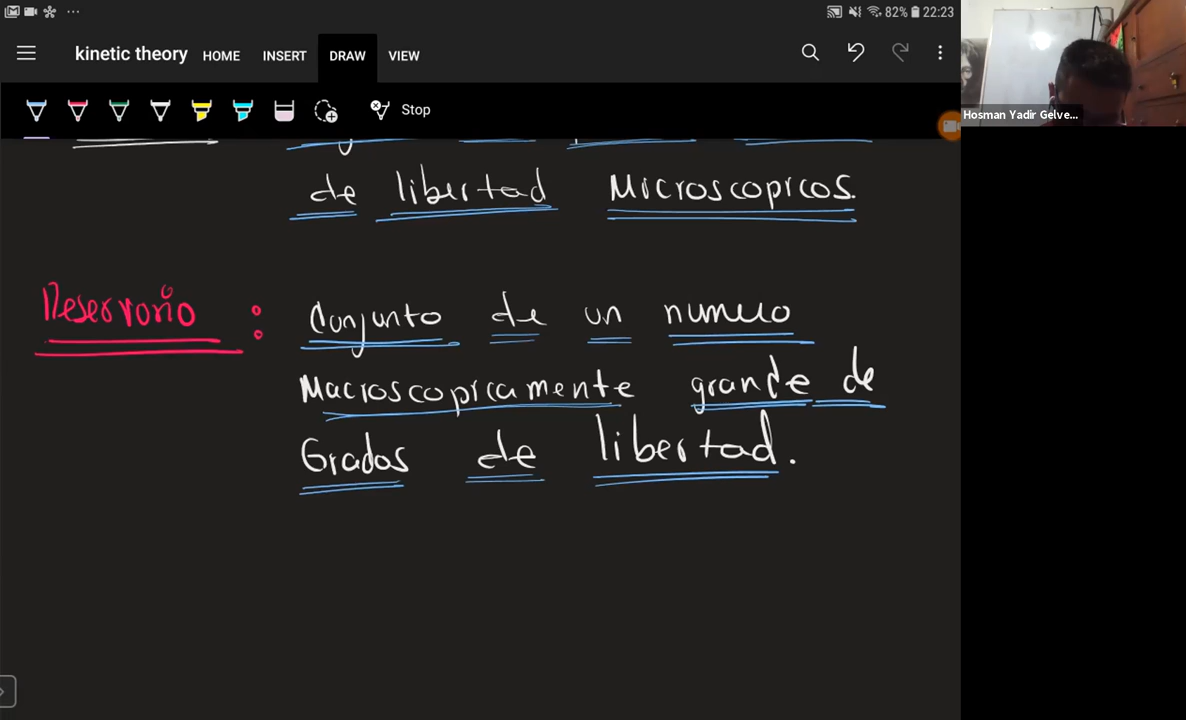 82% 22:23
kinetic theory HOME INSERT DRAW VIEW
Stop
Hosman Yadir Gelve...
de libertad Microscopicos.
Reservorio : Conjunto de un numero
Macroscopicamente grande de
Grados de libertad.